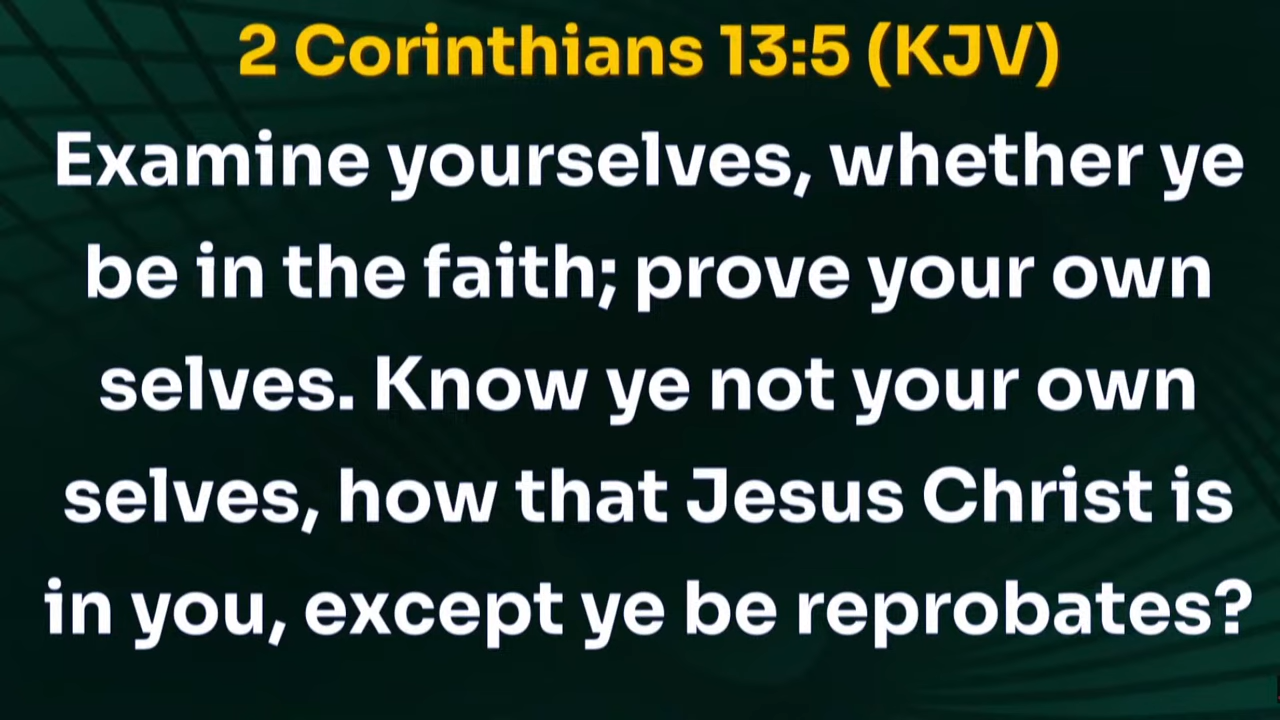 2 Corinthians 13:5 (KJV)
Examine yourselves, whether ye
be in the faith; prove your own
selves. Know ye not your own
selves, how that Jesus Christ is
in you, except ye be reprobates?